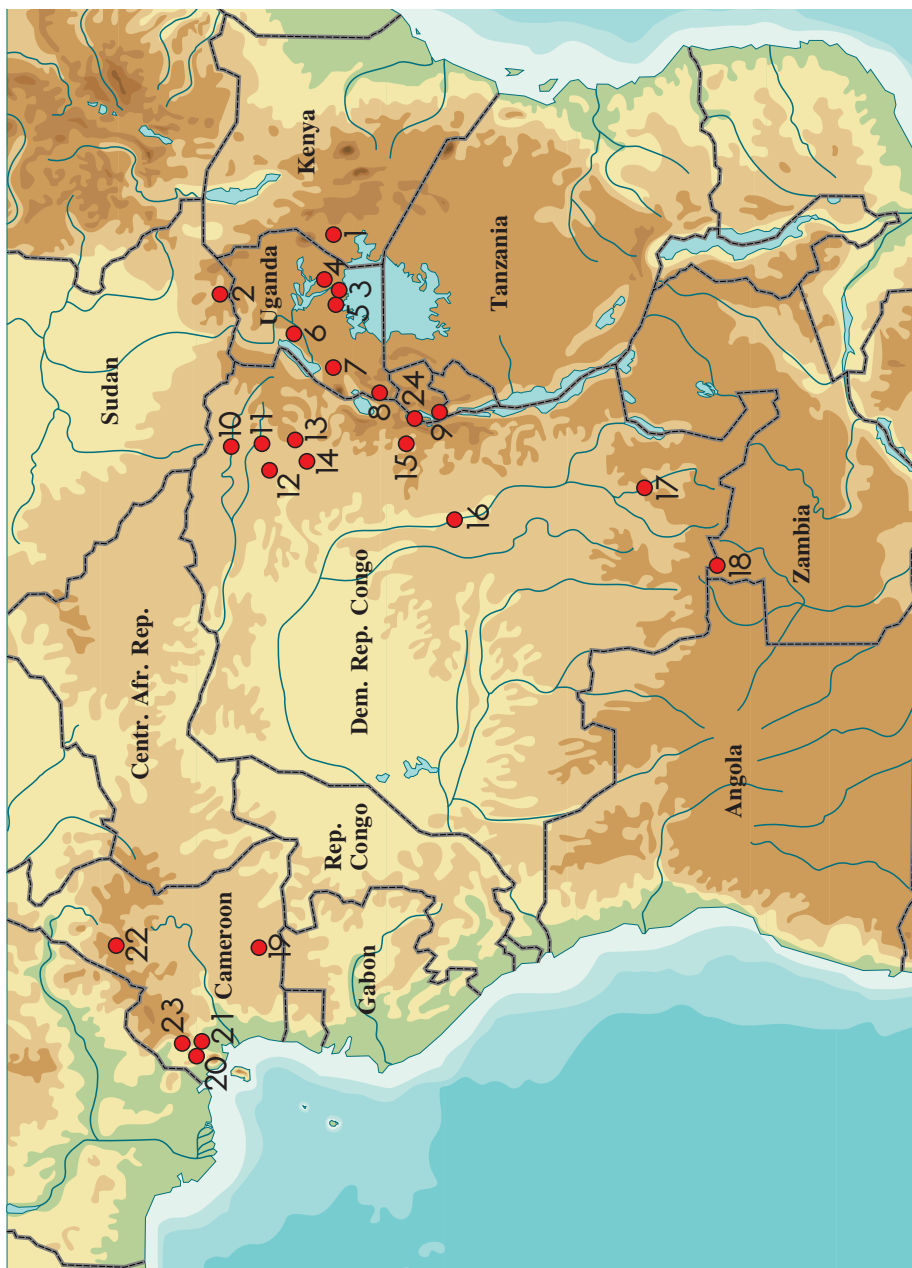 Sudan
22
Centr. Afr. Rep.
23
20
21
Cameroon
10
2
11
Uganda
19
12
Kenya
6
13
14
Rep.
Congo
4
1
7
5
3
Gabon
Dem. Rep. Congo
8
15
24
9
16
Tanzania
17
Angola
18
Zambia